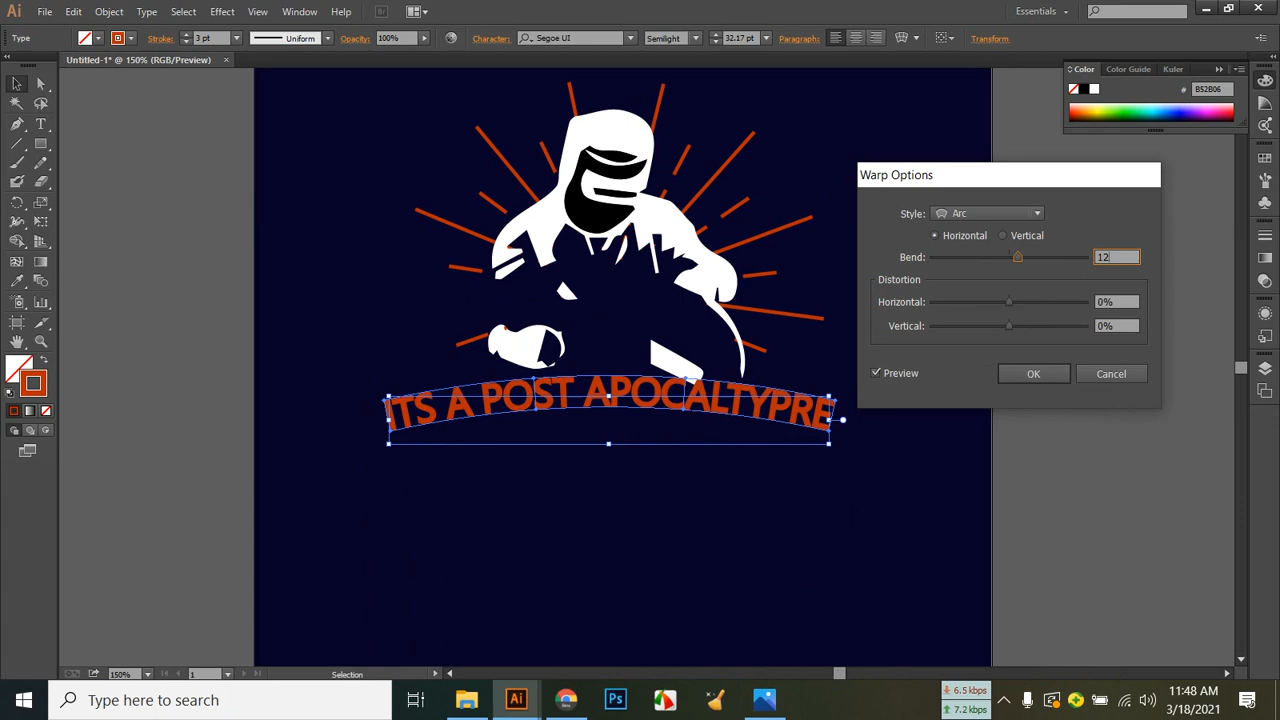 Ai File Edit Object Type Select Effect View Window Help Br Essentials
Type Stroke: 3 pt Uniform Opacity: 100% Character: Segoe UI Semilight 32.17 pt Paragraph: Transform
Untitled-1* @ 150% (RGB/Preview)
Color Color Guide Kuler
# B52B06
Warp Options
Style: Arc
Horizontal Vertical
Bend: 12
Distortion
Horizontal: 0%
Vertical: 0%
Preview OK Cancel
ITS A POST APOCALTYPRE
150% 1 Selection
Type here to search
Ai Ps
6.5 kbps
7.2 kbps
11:48 AM
3/18/2021